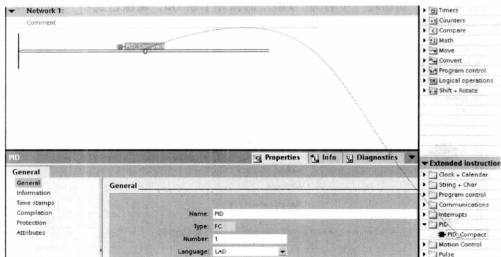 Network 1:
Comment
PID_Compact
PID
Properties
Info
Diagnostics
General
General
Information
Time stamps
Compilation
Protection
Attributes
General
Name: PID
Type: FC
Number: 1
Language: LAD
Timers
Counters
Compare
Math
Move
Convert
Program control
Logical operations
Shift + Rotate
Extended instruction
Clock + Calendar
String + Char
Program control
Communications
Interrupts
PID
PID_Compact
Motion Control
Pulse